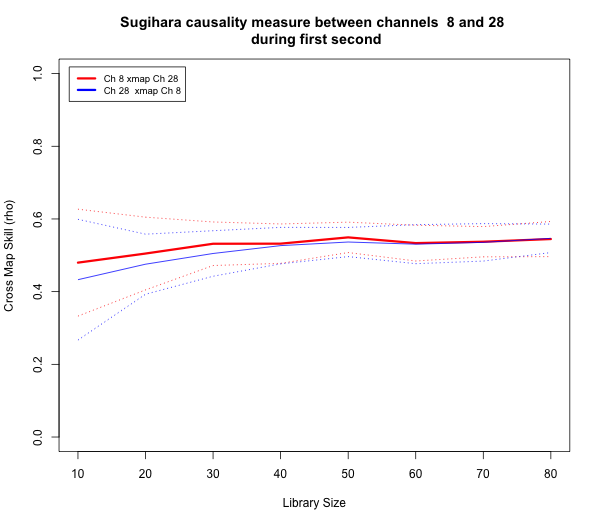 Sugihara causality measure between channels  8 and 28
during first second
Ch 8 xmap Ch 28
Ch 28  xmap Ch 8
Cross Map Skill (rho)
1.0
0.8
0.6
0.4
0.2
0.0
10 20 30 40 50 60 70 80
Library Size